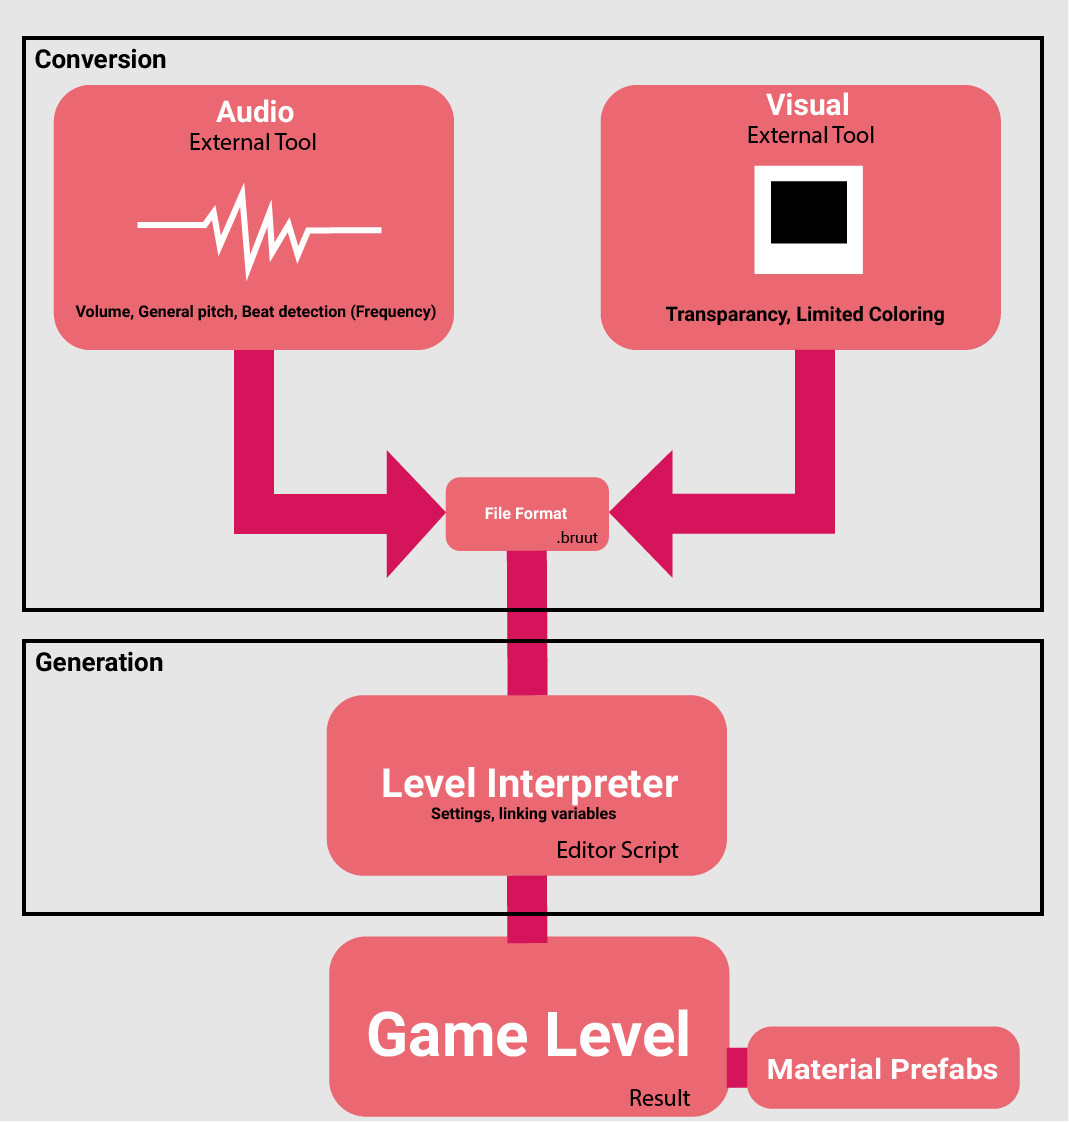 Conversion
Audio
External Tool
Volume, General pitch, Beat detection (Frequency)
Visual
External Tool
Transparancy, Limited Coloring
File Format
.bruut
Generation
Level Interpreter
Settings, linking variables
Editor Script
Game Level
Result
Material Prefabs